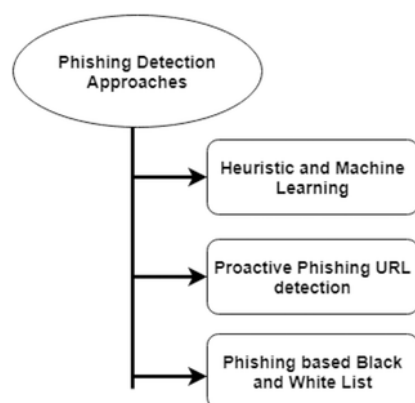 Phishing Detection
Approaches
Heuristic and Machine
Learning
Proactive Phishing URL
detection
Phishing based Black
and White List